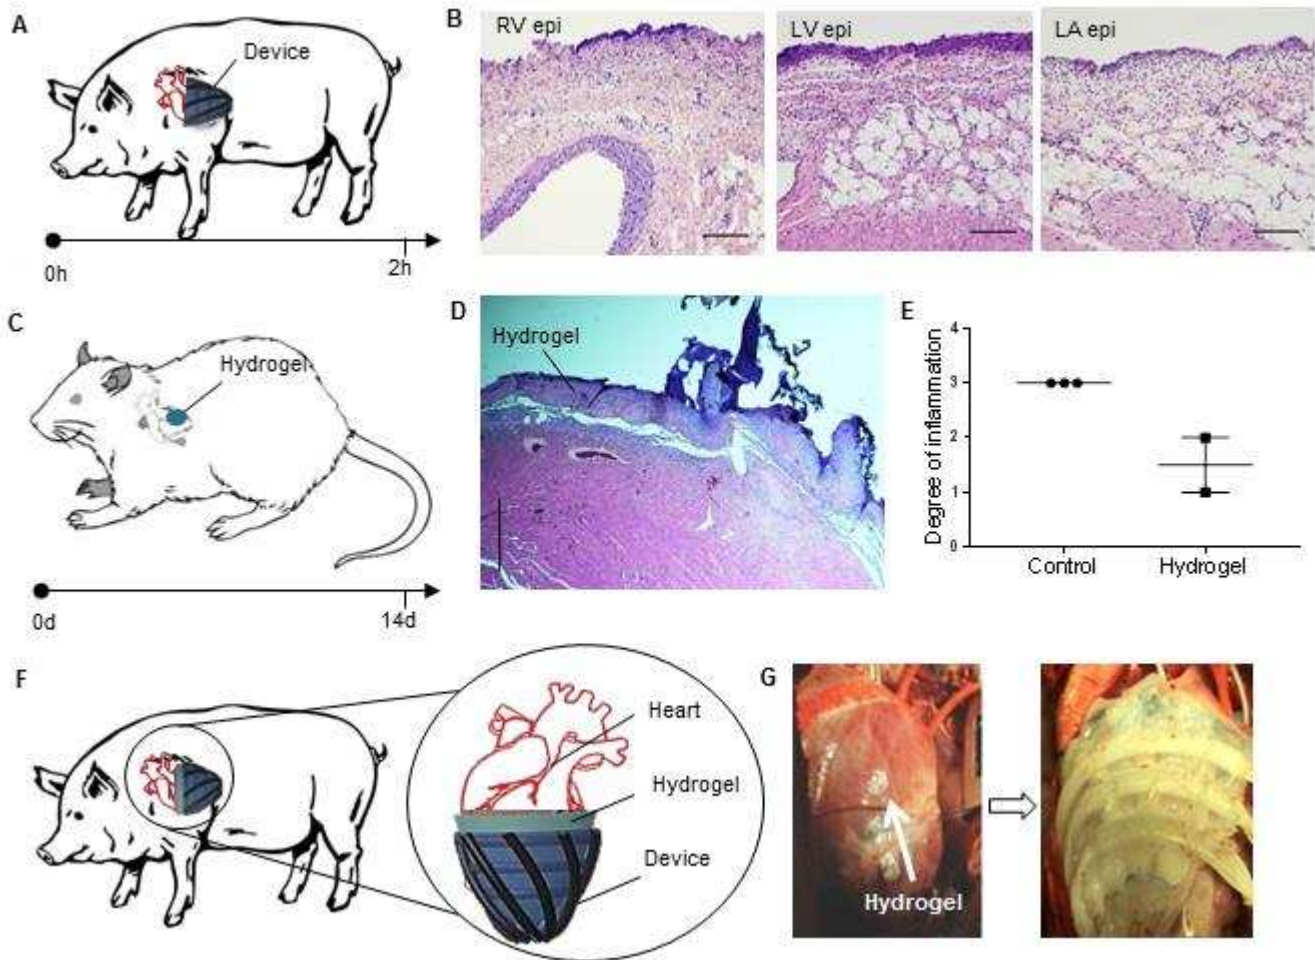 A
Device
0h
2h
B
RV epi
LV epi
LA epi
C
Hydrogel
0d
14d
D
Hydrogel
E
Degree of inflammation
4
3
2
1
0
Control
Hydrogel
F
Heart
Hydrogel
Device
G
Hydrogel